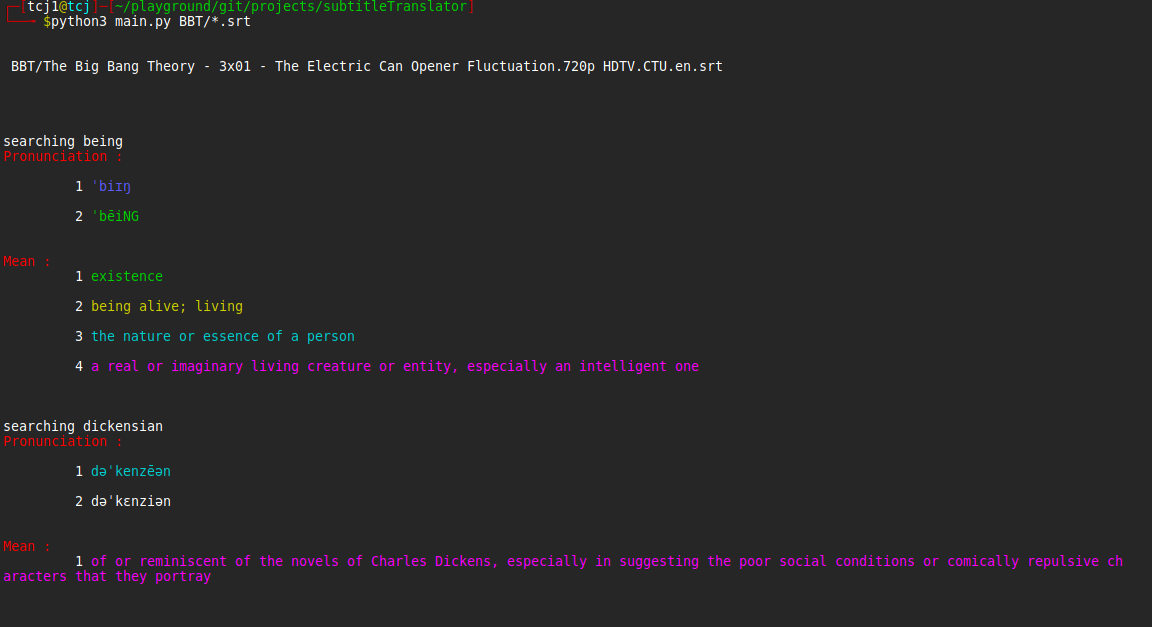 ┌─[tcj1@tcj]─[~/playground/git/projects/subtitleTranslator]
└──╼ $python3 main.py BBT/*.srt
BBT/The Big Bang Theory - 3x01 - The Electric Can Opener Fluctuation.720p HDTV.CTU.en.srt
searching being
Pronunciation :
1 ˈbiɪŋ
2 ˈbēiNG
Mean :
1 existence
2 being alive; living
3 the nature or essence of a person
4 a real or imaginary living creature or entity, especially an intelligent one
searching dickensian
Pronunciation :
1 dəˈkenzēən
2 dəˈkɛnziən
Mean :
1 of or reminiscent of the novels of Charles Dickens, especially in suggesting the poor social conditions or comically repulsive ch
aracters that they portray